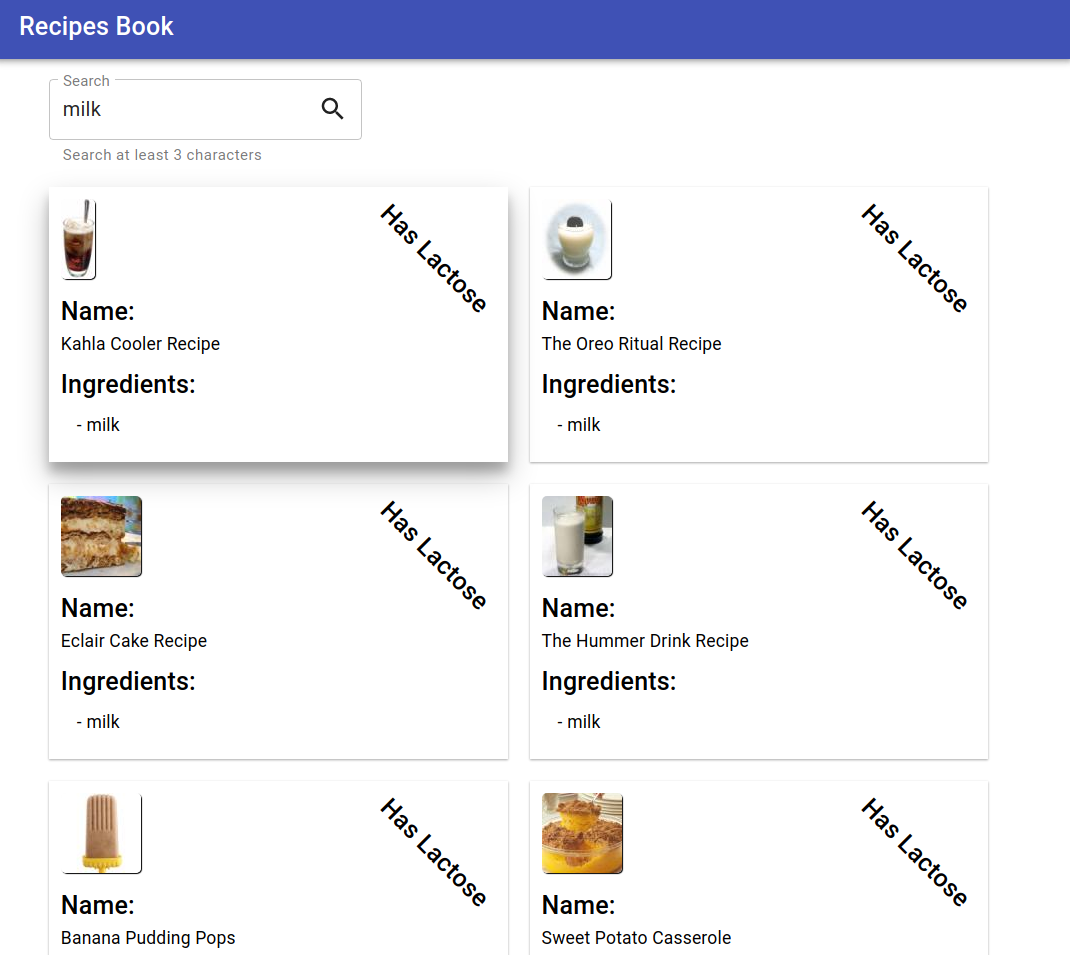 Recipes Book
Search
milk
Search at least 3 characters
Has Lactose
Name:
Kahla Cooler Recipe
Ingredients:
- milk
Has Lactose
Name:
The Oreo Ritual Recipe
Ingredients:
- milk
Has Lactose
Name:
Eclair Cake Recipe
Ingredients:
- milk
Has Lactose
Name:
The Hummer Drink Recipe
Ingredients:
- milk
Has Lactose
Name:
Banana Pudding Pops
Has Lactose
Name:
Sweet Potato Casserole